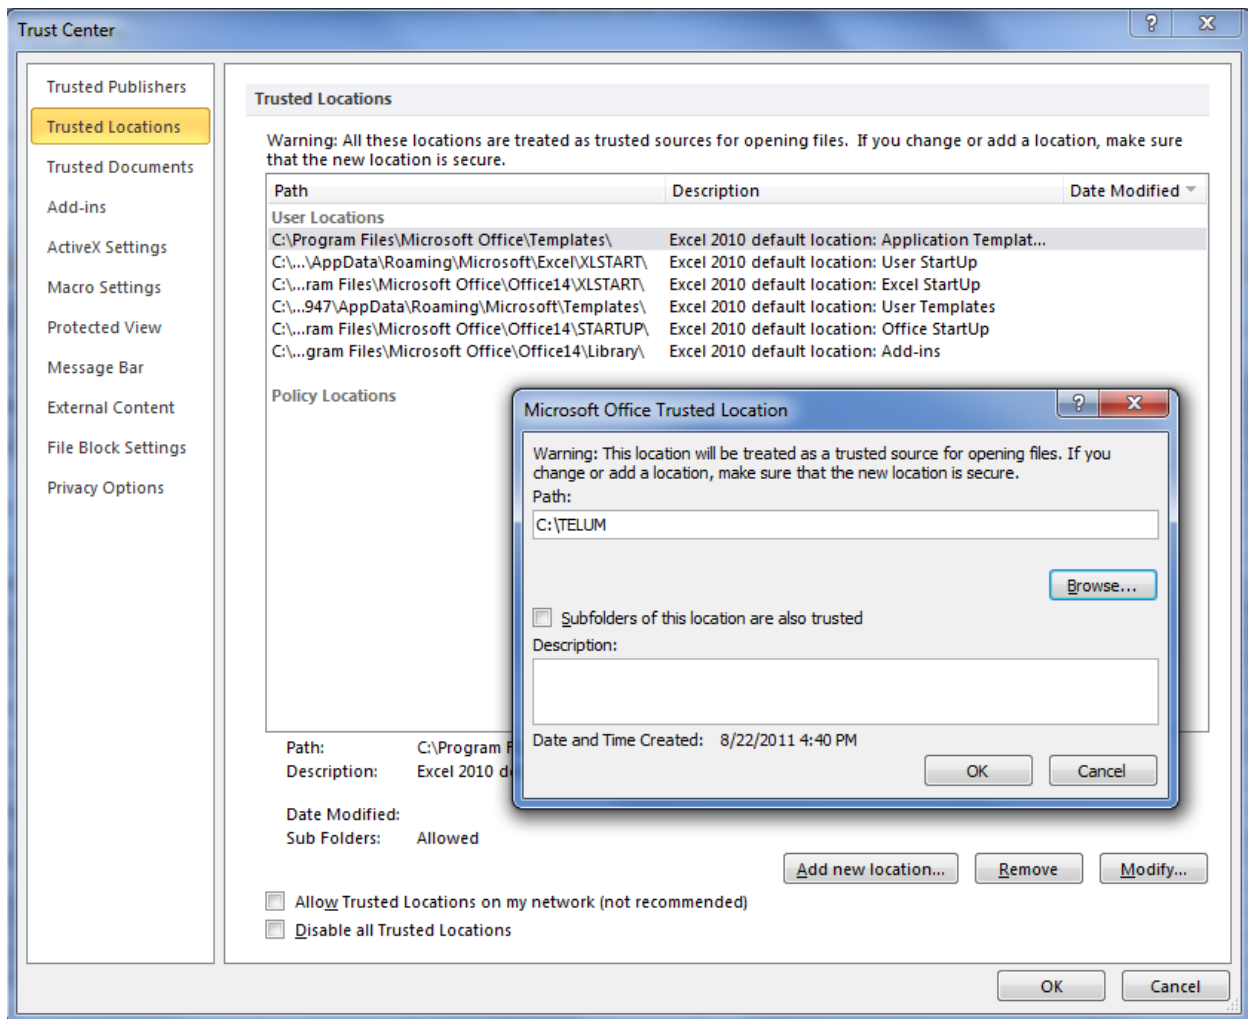 Trust Center
Trusted Publishers
Trusted Locations
Trusted Documents
Add-ins
ActiveX Settings
Macro Settings
Protected View
Message Bar
External Content
File Block Settings
Privacy Options
Trusted Locations
Warning: All these locations are treated as trusted sources for opening files.  If you change or add a location, make sure
that the new location is secure.
Path Description Date Modified
User Locations
C:\Program Files\Microsoft Office\Templates\ Excel 2010 default location: Application Templat...
C:\...\AppData\Roaming\Microsoft\Excel\XLSTART\ Excel 2010 default location: User StartUp
C:\...ram Files\Microsoft Office\Office14\XLSTART\ Excel 2010 default location: Excel StartUp
C:\...947\AppData\Roaming\Microsoft\Templates\ Excel 2010 default location: User Templates
C:\...ram Files\Microsoft Office\Office14\STARTUP\ Excel 2010 default location: Office StartUp
C:\...gram Files\Microsoft Office\Office14\Library\ Excel 2010 default location: Add-ins
Policy Locations
Microsoft Office Trusted Location
Warning: This location will be treated as a trusted source for opening files. If you
change or add a location, make sure that the new location is secure.
Path:
C:\TELUM
Browse...
Subfolders of this location are also trusted
Description:
Date and Time Created: 8/22/2011 4:40 PM
OK Cancel
Path: C:\Program
Description: Excel 2010
Date Modified:
Sub Folders: Allowed
Add new location... Remove Modify...
Allow Trusted Locations on my network (not recommended)
Disable all Trusted Locations
OK Cancel